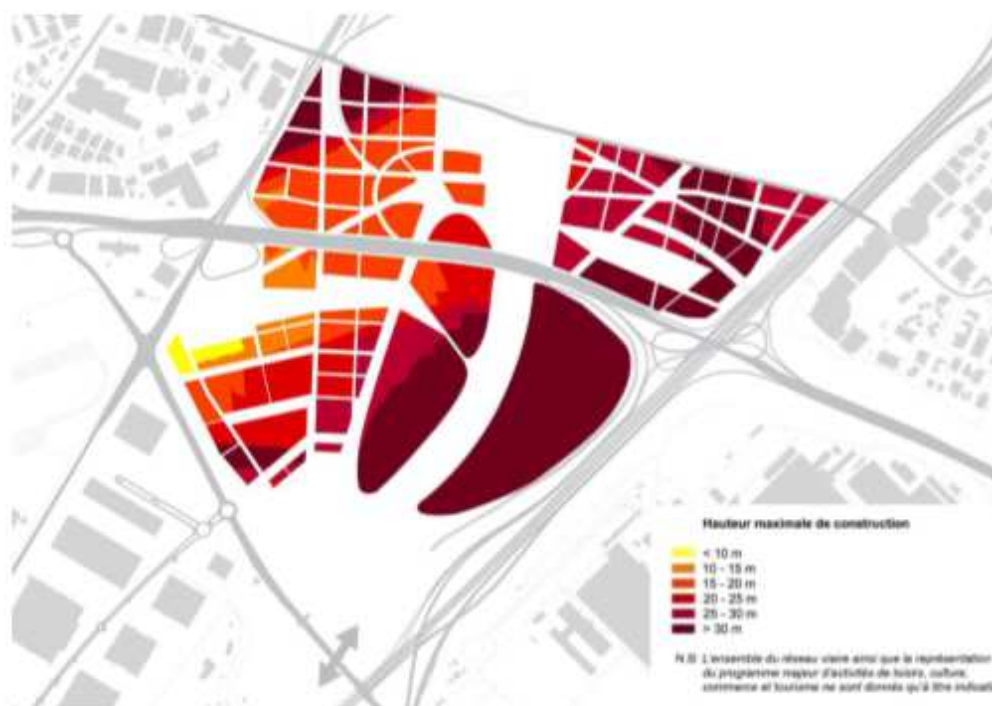 Hauteur maximale de construction
< 10 m
10 - 15 m
15 - 20 m
20 - 25 m
25 - 30 m
> 30 m
N.B. L'ensemble du réseau viaire ainsi que la représentation
du programme majeur d'activités de loisirs, culture,
commerce et tourisme ne sont donnés qu'à titre indicati